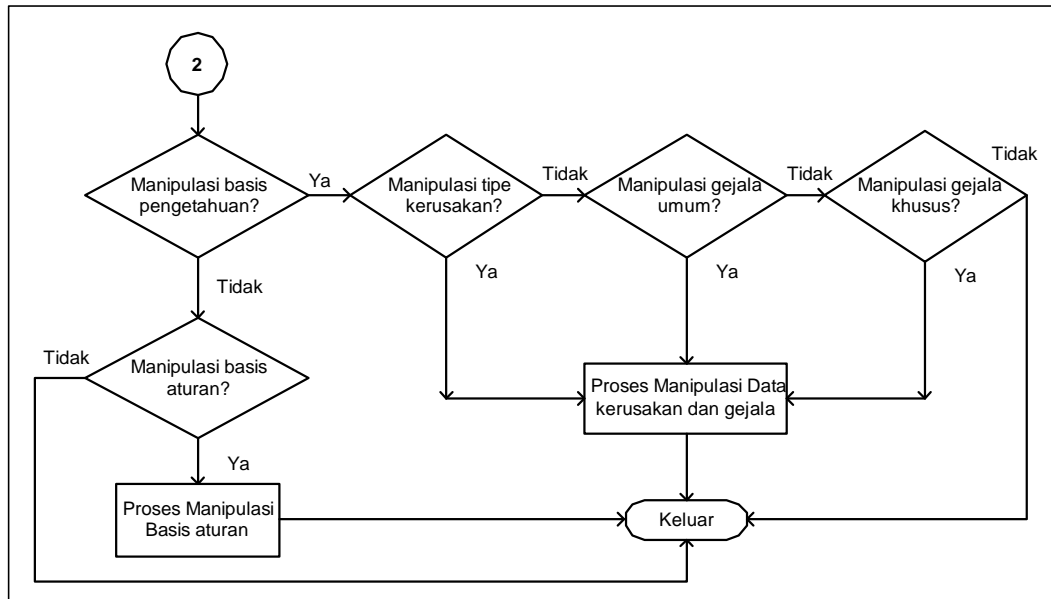 2
Manipulasi basis
pengetahuan?
Ya
Manipulasi tipe
kerusakan?
Tidak
Manipulasi gejala
umum?
Tidak
Manipulasi gejala
khusus?
Tidak
Tidak
Ya
Ya
Ya
Tidak
Manipulasi basis
aturan?
Ya
Proses Manipulasi Data
kerusakan dan gejala
Proses Manipulasi
Basis aturan
Keluar